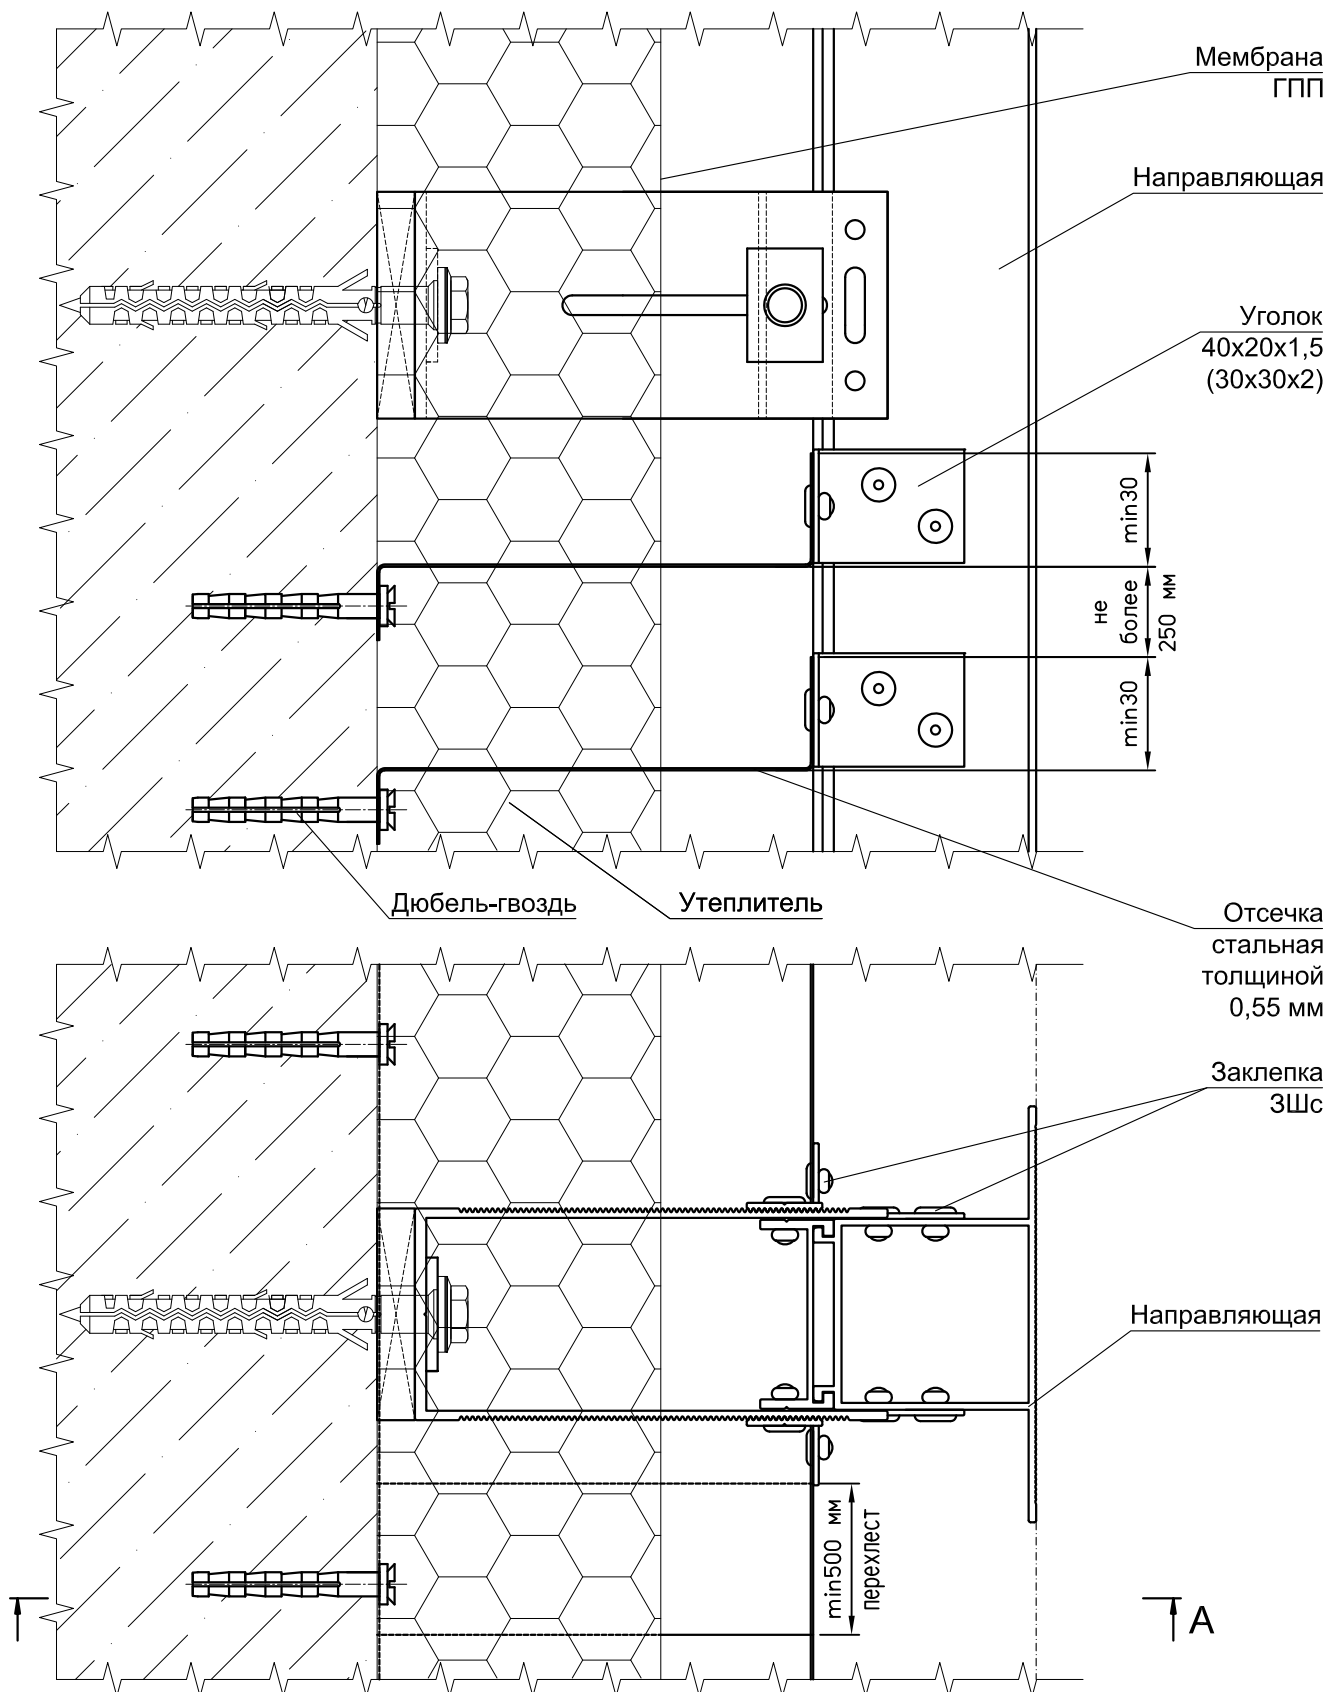 Мембрана
ГПП
Направляющая
Уголок
40х20х1,5
(30х30х2)
min30
не
более
250 мм
min30
Дюбель-гвоздь
Утеплитель
Отсечка
стальная
толщиной
0,55 мм
Заклепка
ЗШс
Направляющая
min500 мм
перехлест
А